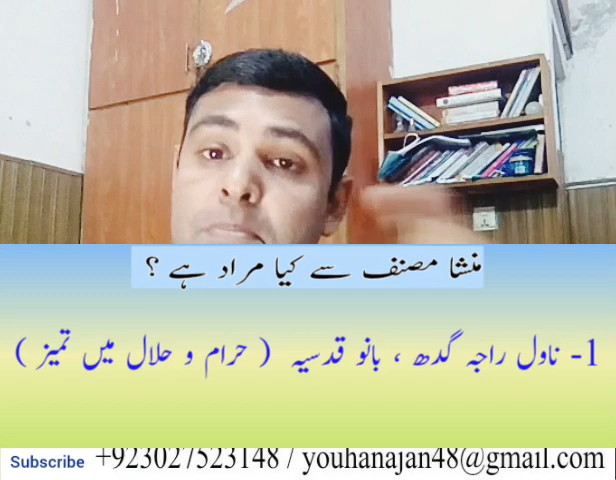 منشا مصنف سے کیا مراد ہے ؟
1- ناول راجہ گدھ ، بانو قدسیہ ( حرام و حلال میں تمیز )
Subscribe +923027523148 / youhanajan48@gmail.com